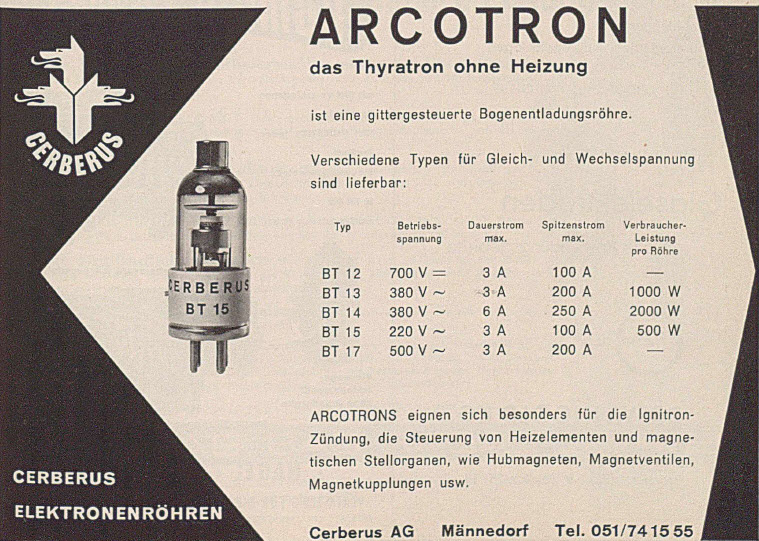 ARCOTRON
das Thyratron ohne Heizung
CERBERUS
ist eine gittergesteuerte Bogenentladungsröhre.
Verschiedene Typen für Gleich- und Wechselspannung
sind lieferbar:
Typ Betriebs- Dauerstrom Spitzenstrom Verbraucher-
spannung max. max. Leistung
pro Röhre
BT 12 700 V = 3 A 100 A —
BT 13 380 V ~ 3 A 200 A 1000 W
BT 14 380 V ~ 6 A 250 A 2000 W
BT 15 220 V ~ 3 A 100 A 500 W
BT 17 500 V ~ 3 A 200 A —
CERBERUS
BT 15
ARCOTRONS eignen sich besonders für die Ignitron-
Zündung, die Steuerung von Heizelementen und magne-
tischen Stellorganen, wie Hubmagneten, Magnetventilen,
Magnetkupplungen usw.
CERBERUS
ELEKTRONENRÖHREN
Cerberus AG Männedorf Tel. 051/74 15 55